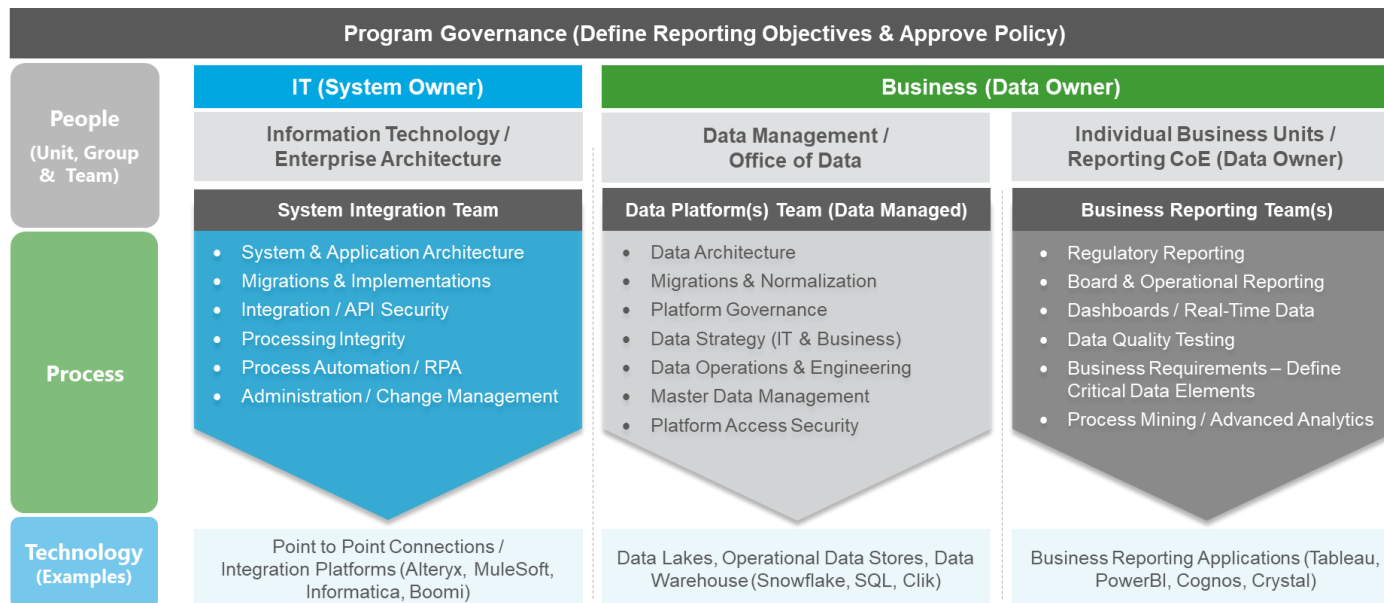 Program Governance (Define Reporting Objectives & Approve Policy)
People
(Unit, Group
& Team)
IT (System Owner)
Business (Data Owner)
Information Technology /
Enterprise Architecture
Data Management /
Office of Data
Individual Business Units /
Reporting CoE (Data Owner)
System Integration Team
Data Platform(s) Team (Data Managed)
Business Reporting Team(s)
Process
• System & Application Architecture
• Migrations & Implementations
• Integration / API Security
• Processing Integrity
• Process Automation / RPA
• Administration / Change Management
• Data Architecture
• Migrations & Normalization
• Platform Governance
• Data Strategy (IT & Business)
• Data Operations & Engineering
• Master Data Management
• Platform Access Security
• Regulatory Reporting
• Board & Operational Reporting
• Dashboards / Real-Time Data
• Data Quality Testing
• Business Requirements – Define
Critical Data Elements
• Process Mining / Advanced Analytics
Technology
(Examples)
Point to Point Connections /
Integration Platforms (Alteryx, MuleSoft,
Informatica, Boomi)
Data Lakes, Operational Data Stores, Data
Warehouse (Snowflake, SQL, Clik)
Business Reporting Applications (Tableau,
PowerBI, Cognos, Crystal)